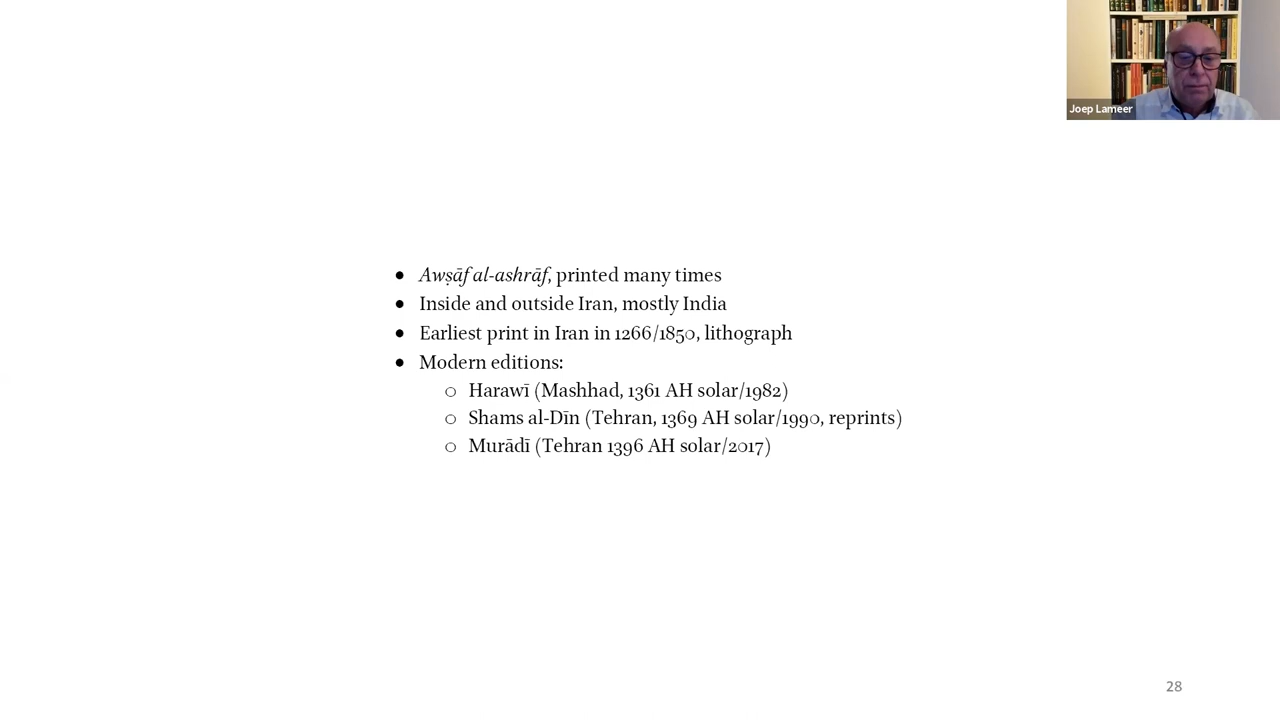 Joep Lameer
• Awṣāf al-ashrāf, printed many times
• Inside and outside Iran, mostly India
• Earliest print in Iran in 1266/1850, lithograph
• Modern editions:
○ Harawī (Mashhad, 1361 AH solar/1982)
○ Shams al-Dīn (Tehran, 1369 AH solar/1990, reprints)
○ Murādī (Tehran 1396 AH solar/2017)
28